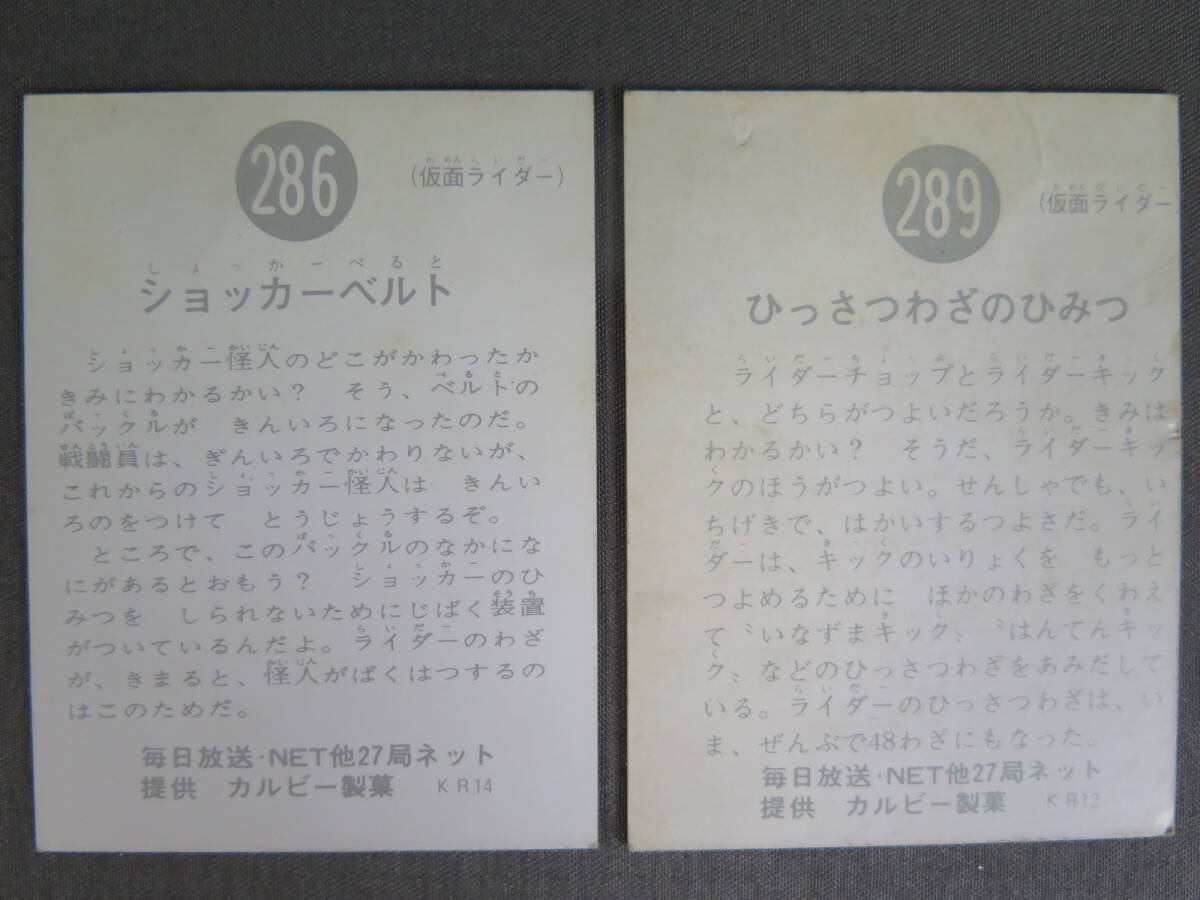 286
(仮面ライダー)
ショッカーベルト
ショッカー怪人のどこがかわったか
きみにわかるかい? そう、ベルトの
バックルが きんいろになったのだ。
戦闘員は、ぎんいろでかわりないが、
これからのショッカー怪人は きんい
ろのをつけて とうじょうするぞ。
ところで、このバックルのなかにな
にがあるとおもう? ショッカーのひ
みつを しられないためにじばく装置
がついているんだよ。ライダーのわざ
が、きまると、怪人がばくはつするの
はこのためだ。
毎日放送・NET他27局ネット
提供 カルビー製菓 KR14
289
(仮面ライダー
ひっさつわざのひみつ
ライダーチョップとライダーキック
と、どちらがつよいだろうか。きみは
わかるかい? そうだ、ライダーキッ
クのほうがつよい。せんしゃでも、い
ちげきで、はかいするつよさだ。ライ
ダーは、キックのいりょくを もっと
つよめるために ほかのわざをくわえ
て〝いなずまキック〟〝はんてんキッ
ク〟などのひっさつわざをあみだして
いる。ライダーのひっさつわざは、い
ま、ぜんぶで48わざにもなった。
毎日放送・NET他27局ネット
提供 カルビー製菓 KR12